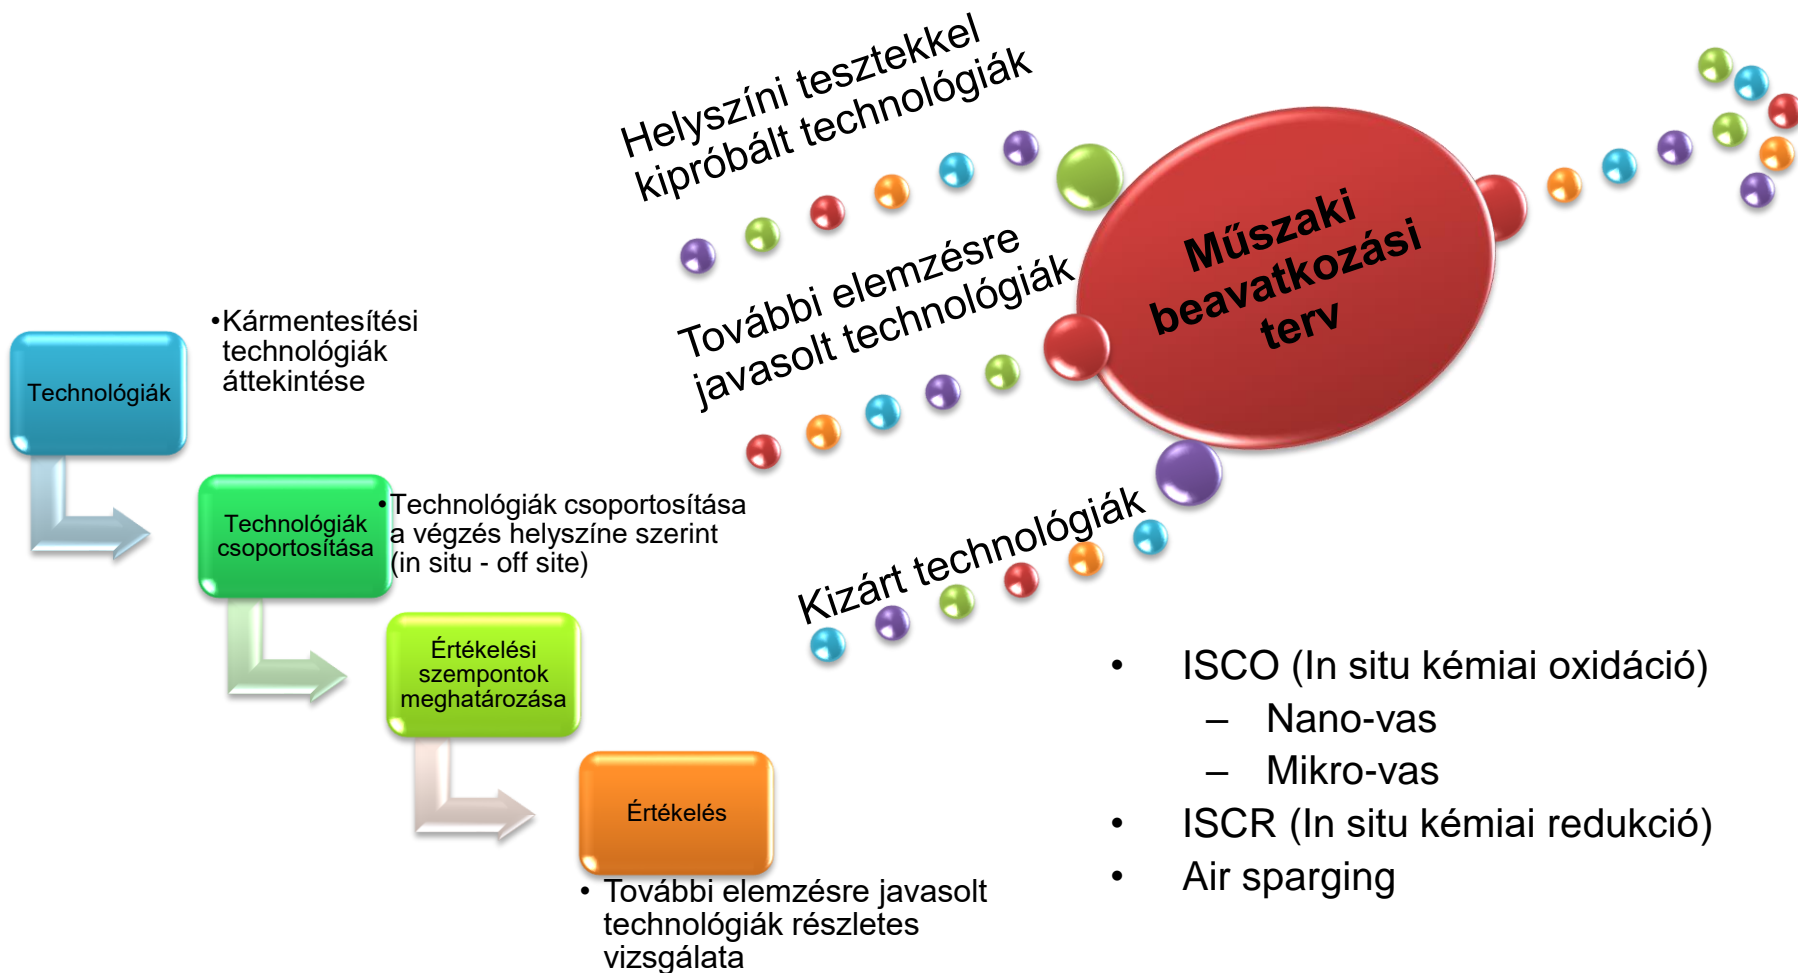 Technológiák
•Kármentesítési
technológiák
áttekintése
Technológiák
csoportosítása
•Technológiák csoportosítása
a végzés helyszíne szerint
(in situ - off site)
Értékelési
szempontok
meghatározása
Értékelés
• További elemzésre javasolt
technológiák részletes
vizsgálata
Helyszíni tesztekkel
kipróbált technológiák
További elemzésre
javasolt technológiák
Kizárt technológiák
Műszaki
beavatkozási
terv
• ISCO (In situ kémiai oxidáció)
– Nano-vas
– Mikro-vas
• ISCR (In situ kémiai redukció)
• Air sparging